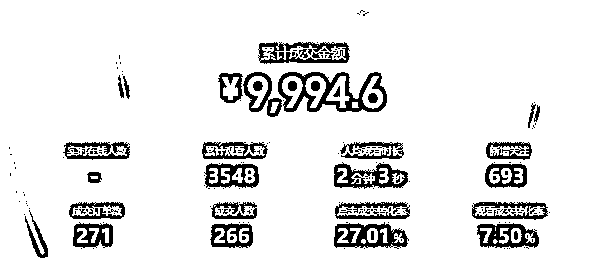 累计成交金额
¥9,994.6
实时在线人数 累计观看人数 人均观看时长 新增关注
- 3548 2分钟3秒 693
成交订单数 成交人数 点击成交转化率 观看成交转化率
271 266 27.01% 7.50%